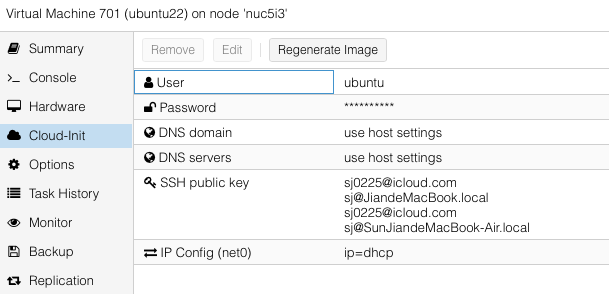 Virtual Machine 701 (ubuntu22) on node 'nuc5i3'
Summary
Console
Hardware
Cloud-Init
Options
Task History
Monitor
Backup
Replication
Remove Edit Regenerate Image
User ubuntu
Password **********
DNS domain use host settings
DNS servers use host settings
SSH public key sj0225@icloud.com
sj@JiandeMacBook.local
sj0225@icloud.com
sj@SunJiandeMacBook-Air.local
IP Config (net0) ip=dhcp